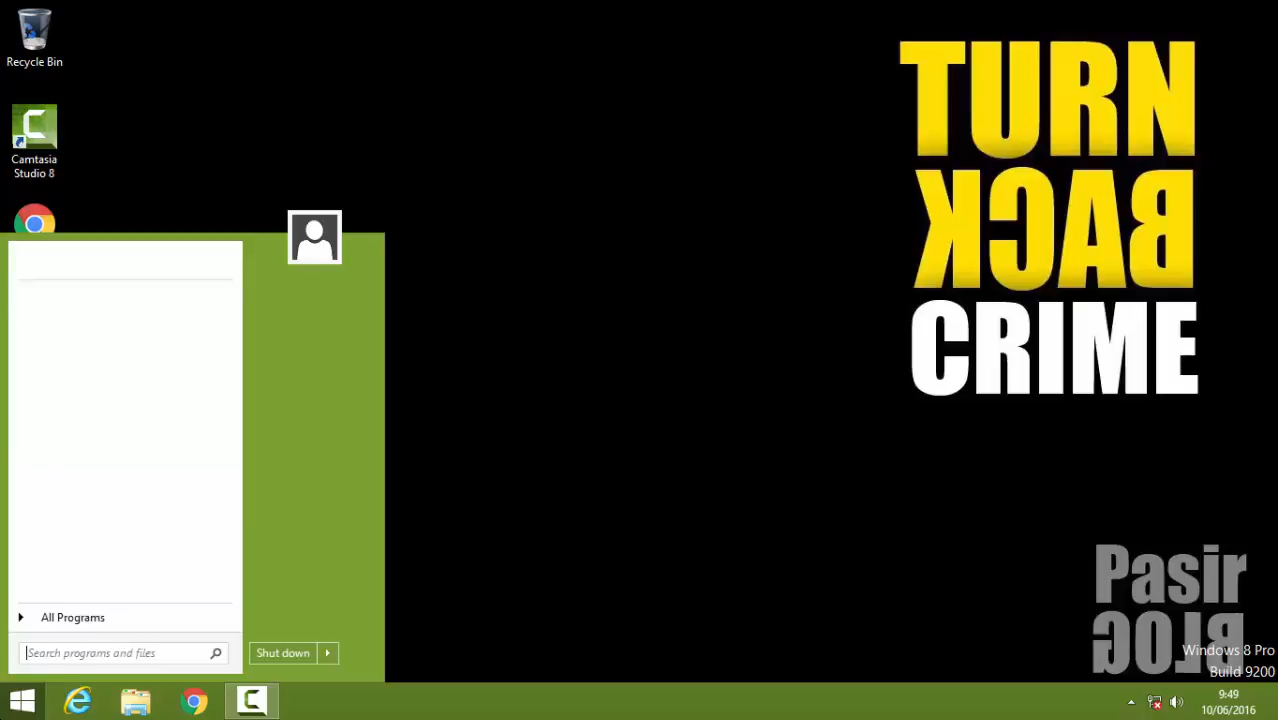 Recycle Bin
Camtasia
Studio 8
TURN
BACK
CRIME
All Programs
Search programs and files
Shut down
Pasir
BLOG
Windows 8 Pro
Build 9200
9:49
10/06/2016